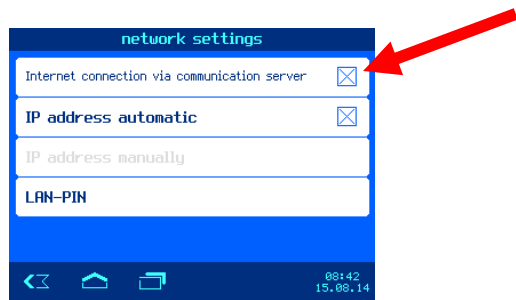 network settings
Internet connection via communication server
IP address automatic
IP address manually
LAN-PIN
08:42
15.08.14